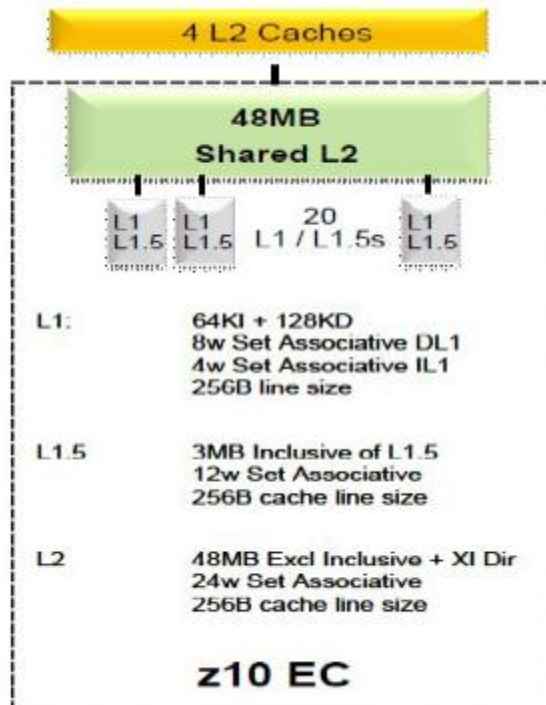 4 L2 Caches
48MB
Shared L2
L1
L1.5
L1
L1.5
20
L1 / L1.5s
L1
L1.5
L1: 64KI + 128KD
8w Set Associative DL1
4w Set Associative IL1
256B line size
L1.5 3MB Inclusive of L1.5
12w Set Associative
256B cache line size
L2 48MB Excl Inclusive + XI Dir
24w Set Associative
256B cache line size
z10 EC